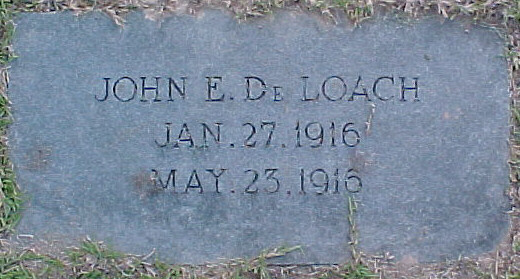 JOHN E. DE LOACH
JAN. 27. 1916
MAY. 23. 1916